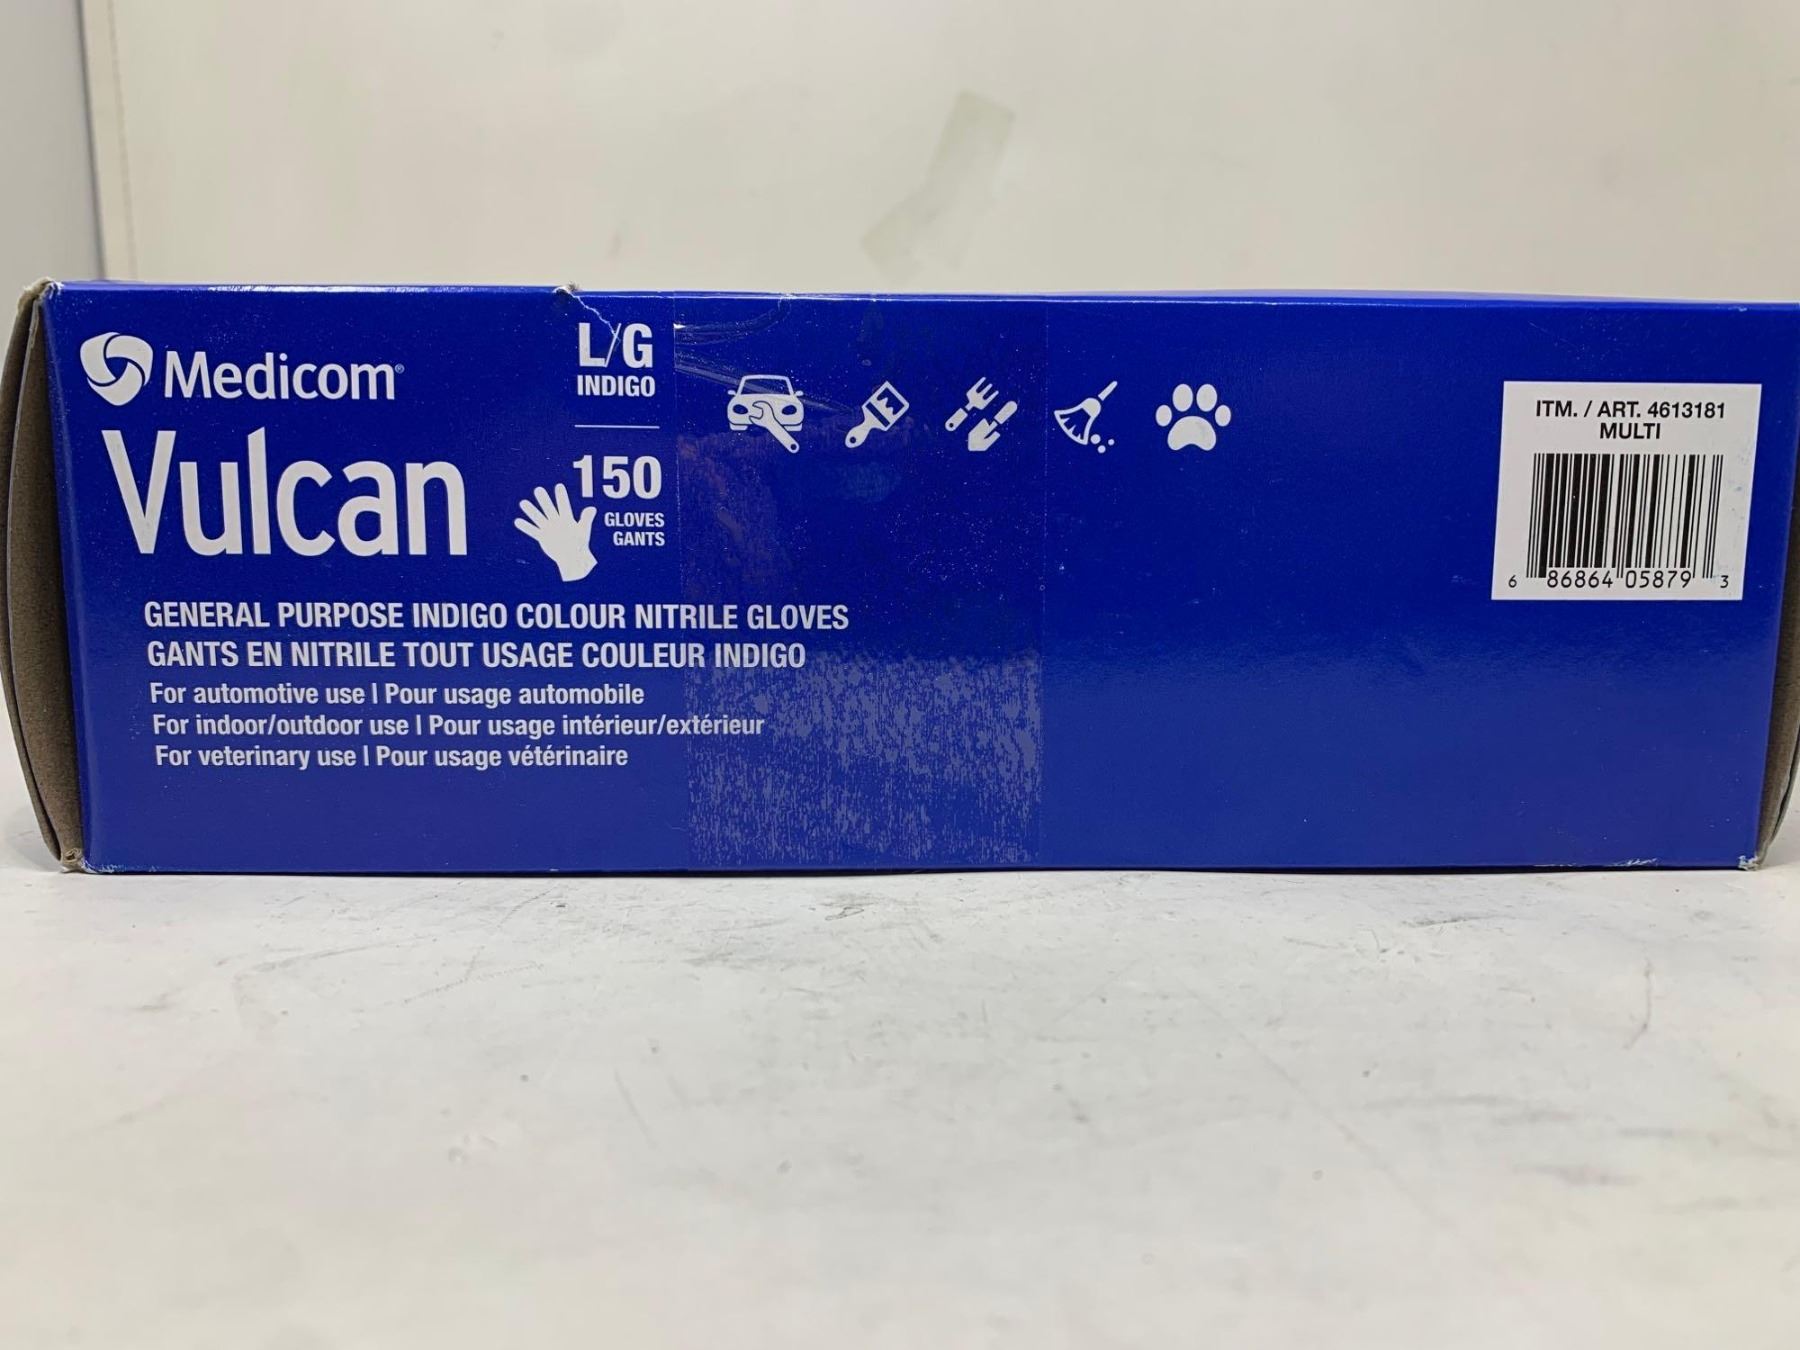 Medicom®
Vulcan
L/G
INDIGO
150
GLOVES
GANTS
GENERAL PURPOSE INDIGO COLOUR NITRILE GLOVES
GANTS EN NITRILE TOUT USAGE COULEUR INDIGO
For automotive use | Pour usage automobile
For indoor/outdoor use | Pour usage intérieur/extérieur
For veterinary use | Pour usage vétérinaire
ITM. / ART. 4613181
MULTI
6 86864 05879 3